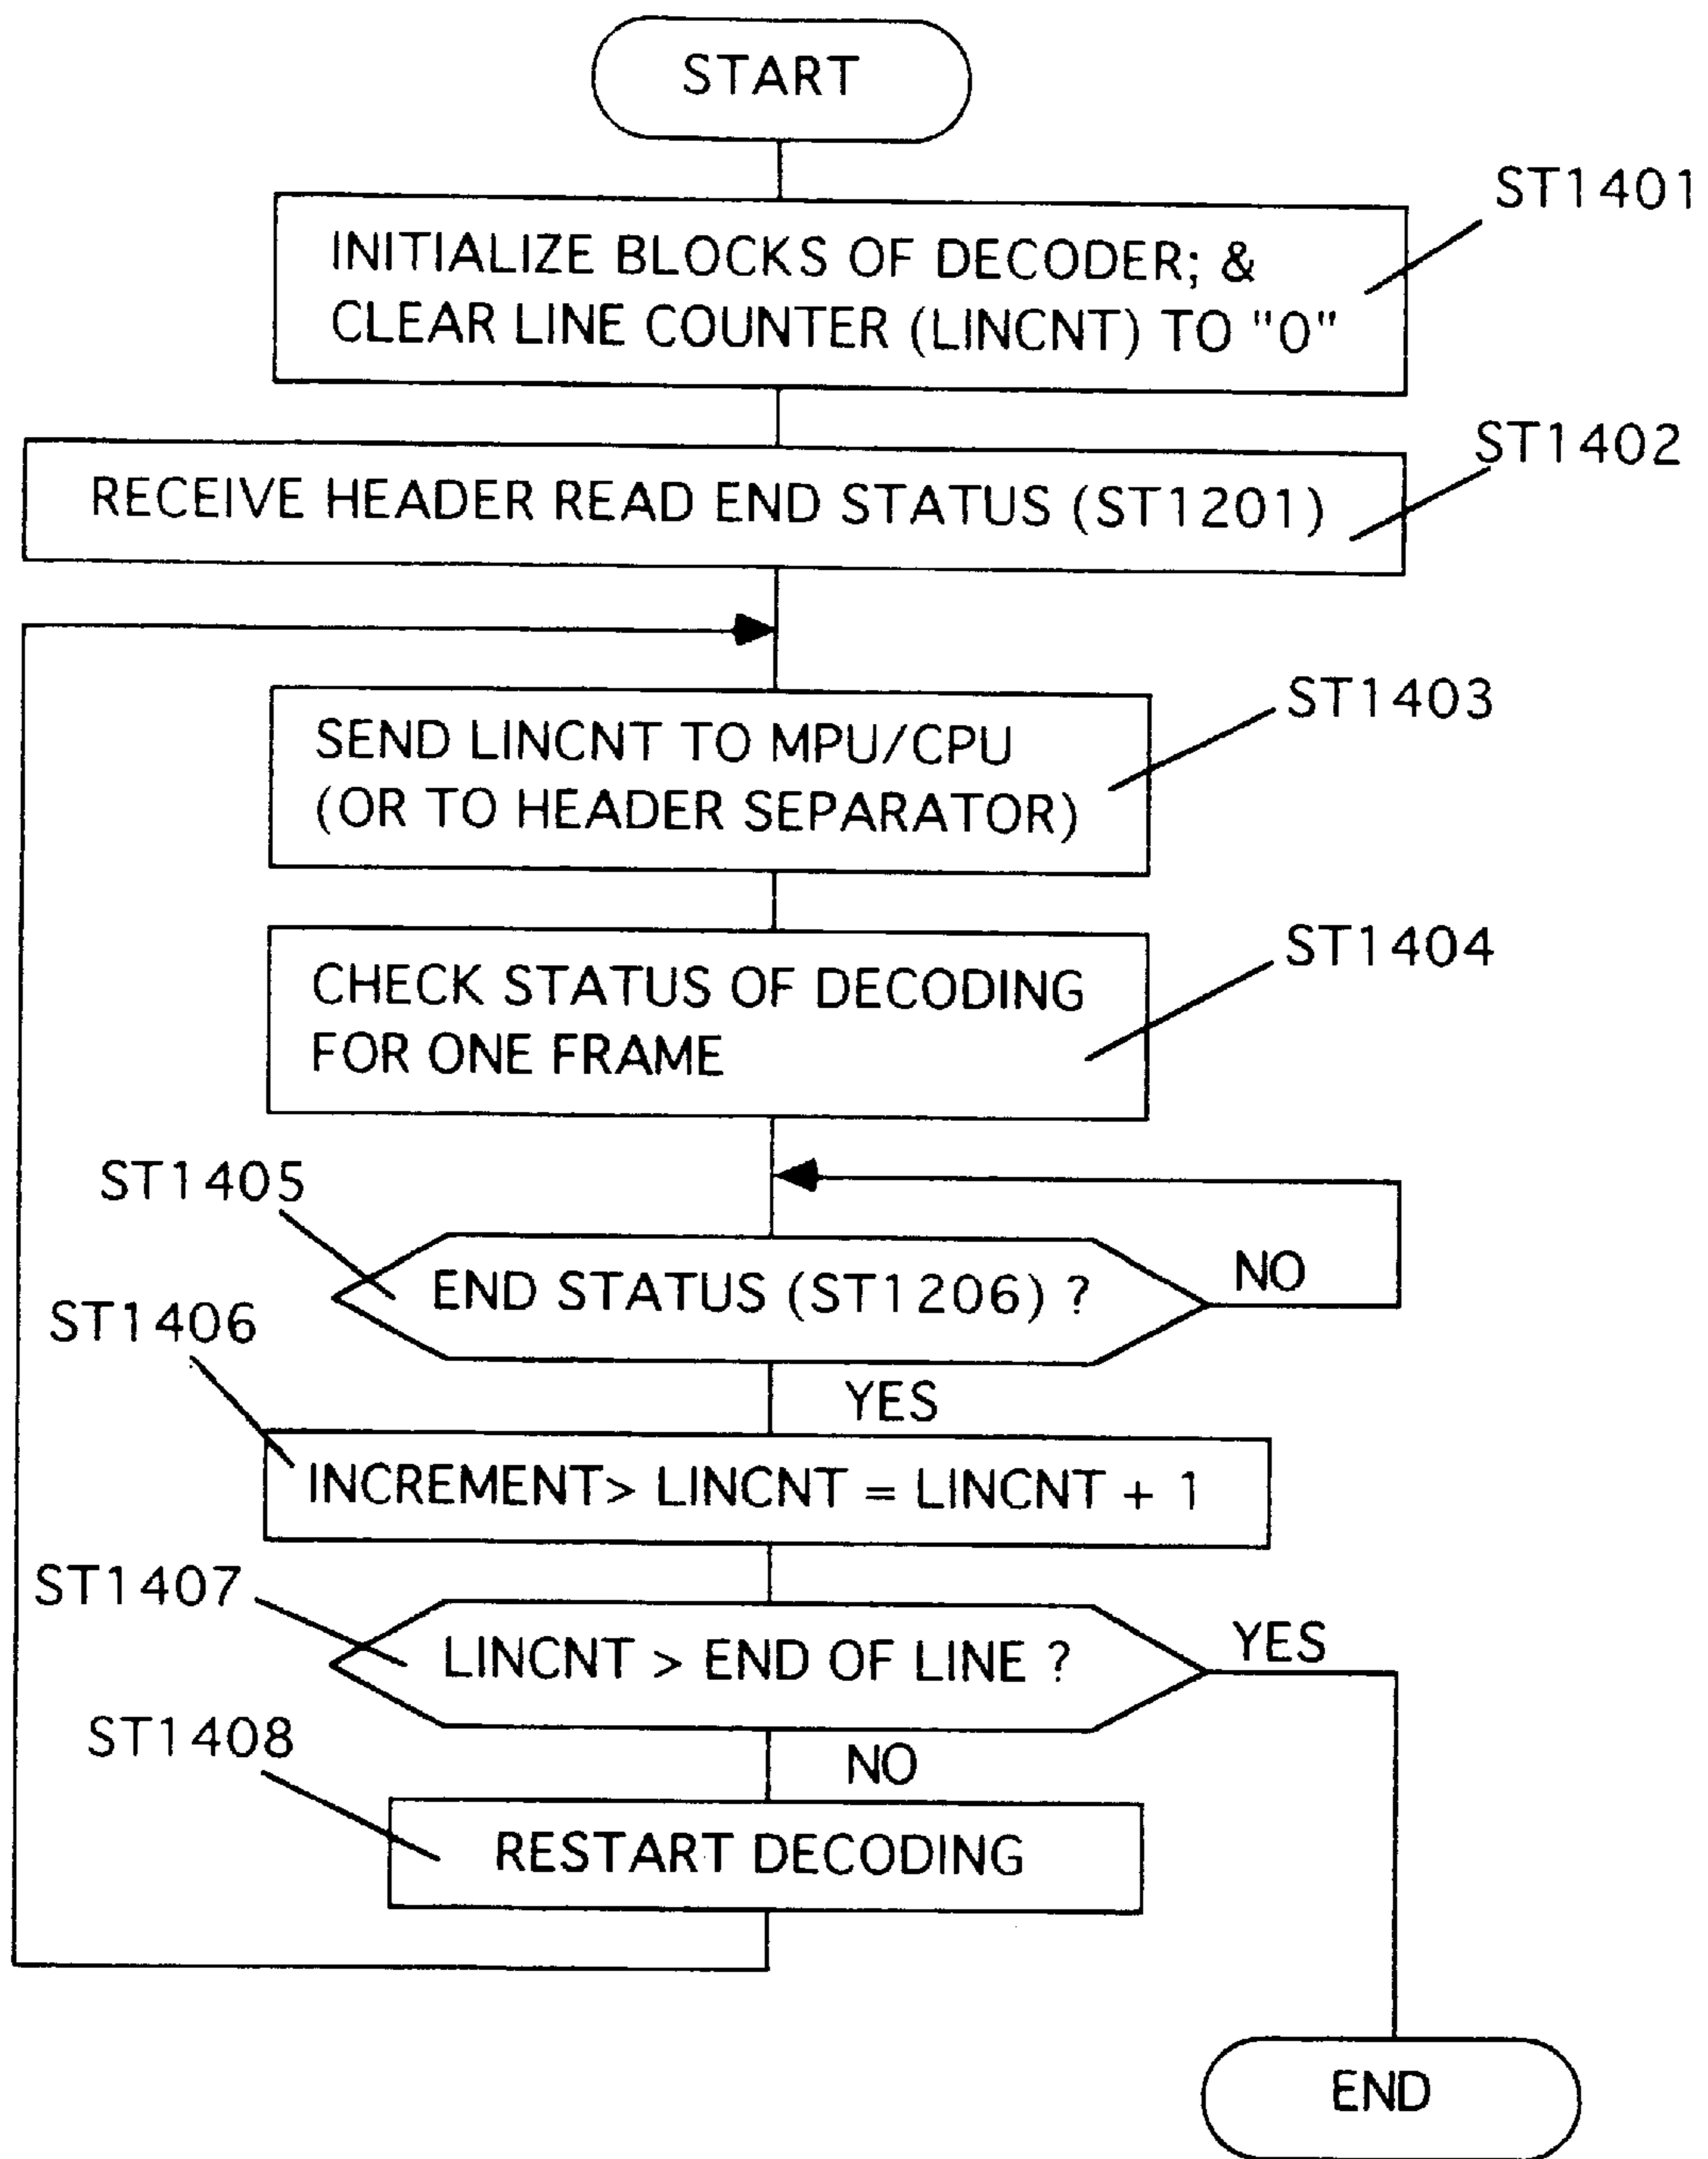 START
ST1401
INITIALIZE BLOCKS OF DECODER; &
CLEAR LINE COUNTER (LINCNT) TO "0"
ST1402
RECEIVE HEADER READ END STATUS (ST1201)
ST1403
SEND LINCNT TO MPU/CPU
(OR TO HEADER SEPARATOR)
ST1404
CHECK STATUS OF DECODING
FOR ONE FRAME
ST1405
END STATUS (ST1206) ?
NO
YES
ST1406
INCREMENT> LINCNT = LINCNT + 1
ST1407
LINCNT > END OF LINE ?
YES
NO
ST1408
RESTART DECODING
END